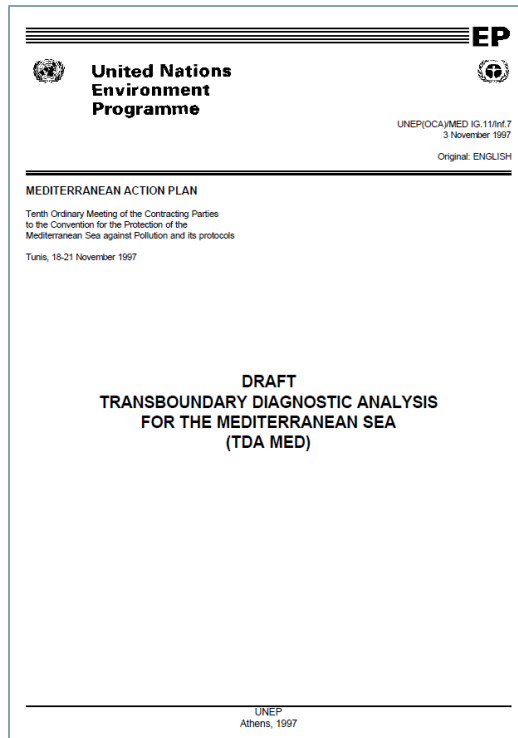 EP
United Nations
Environment
Programme
UNEP(OCA)/MED IG.11/Inf.7
3 November 1997
Original: ENGLISH
MEDITERRANEAN ACTION PLAN
Tenth Ordinary Meeting of the Contracting Parties
to the Convention for the Protection of the
Mediterranean Sea against Pollution and its protocols
Tunis, 18-21 November 1997
DRAFT
TRANSBOUNDARY DIAGNOSTIC ANALYSIS
FOR THE MEDITERRANEAN SEA
(TDA MED)
UNEP
Athens, 1997